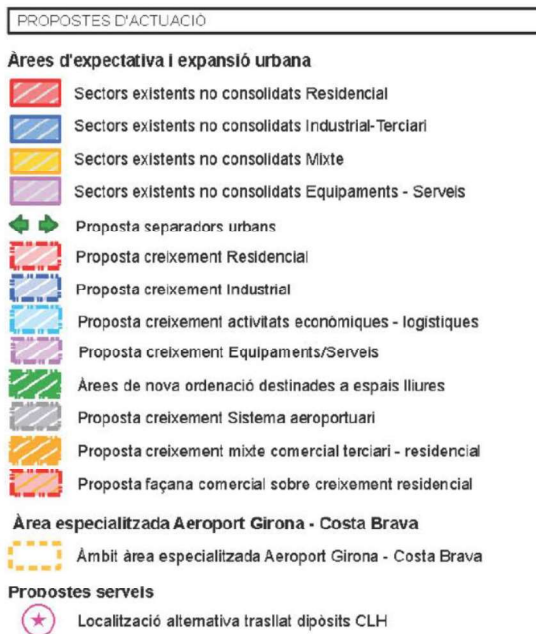 PROPOSTES D'ACTUACIÓ
Àrees d'expectativa i expansió urbana
Sectors existents no consolidats Residencial
Sectors existents no consolidats Industrial-Terciari
Sectors existents no consolidats Mixte
Sectors existents no consolidats Equipaments - Serveis
Proposta separadors urbans
Proposta creixement Residencial
Proposta creixement Industrial
Proposta creixement activitats econòmiques - logístiques
Proposta creixement Equipaments/Serveis
Àrees de nova ordenació destinades a espais lliures
Proposta creixement Sistema aeroportuari
Proposta creixement mixte comercial terciari - residencial
Proposta façana comercial sobre creixement residencial
Àrea especialitzada Aeroport Girona - Costa Brava
Àmbit àrea especialitzada Aeroport Girona - Costa Brava
Propostes serveis
Localització alternativa trasllat dipòsits CLH